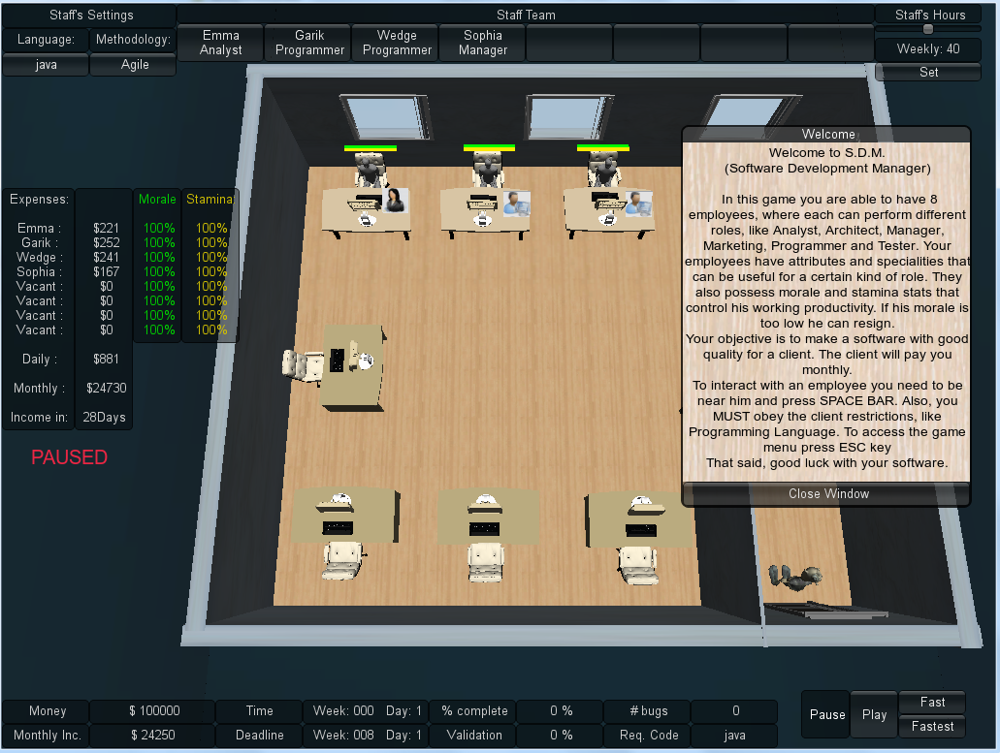 Staff's Settings
Staff Team
Staff's Hours
Language:
Methodology:
Emma
Analyst
Garik
Programmer
Wedge
Programmer
Sophia
Manager
Weekly: 40
java
Agile
Set
Welcome
Welcome to S.D.M.
(Software Development Manager)
In this game you are able to have 8
employees, where each can perform different
roles, like Analyst, Architect, Manager,
Marketing, Programmer and Tester. Your
employees have attributes and specialities that
can be useful for a certain kind of role. They
also possess morale and stamina stats that
control his working productivity. If his morale is
too low he can resign.
Your objective is to make a software with good
quality for a client. The client will pay you
monthly.
To interact with an employee you need to be
near him and press SPACE BAR. Also, you
MUST obey the client restrictions, like
Programming Language. To access the game
menu press ESC key
That said, good luck with your software.
Close Window
Expenses: Morale Stamina
Emma : $221 100% 100%
Garik : $252 100% 100%
Wedge : $241 100% 100%
Sophia : $167 100% 100%
Vacant : $0 100% 100%
Vacant : $0 100% 100%
Vacant : $0 100% 100%
Vacant : $0 100% 100%
Daily : $881
Monthly : $24730
Income in: 28Days
PAUSED
Money $ 100000 Time Week: 000 Day: 1 % complete 0 % # bugs 0
Monthly Inc. $ 24250 Deadline Week: 008 Day: 1 Validation 0 % Req. Code java
Pause
Play
Fast
Fastest